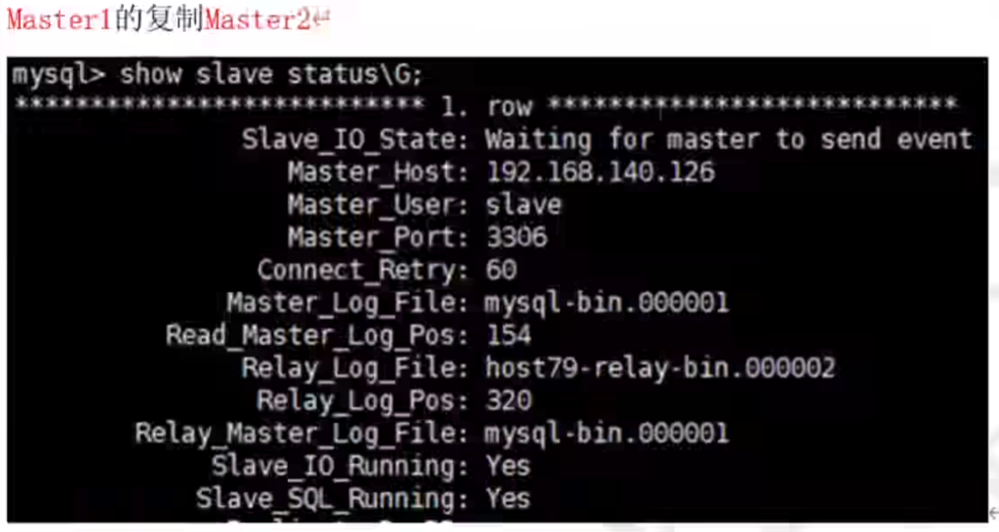 Master1的复制Master2↵
mysql> show slave status\G;
*************************** 1. row ***************************
Slave_IO_State: Waiting for master to send event
Master_Host: 192.168.140.126
Master_User: slave
Master_Port: 3306
Connect_Retry: 60
Master_Log_File: mysql-bin.000001
Read_Master_Log_Pos: 154
Relay_Log_File: host79-relay-bin.000002
Relay_Log_Pos: 320
Relay_Master_Log_File: mysql-bin.000001
Slave_IO_Running: Yes
Slave_SQL_Running: Yes